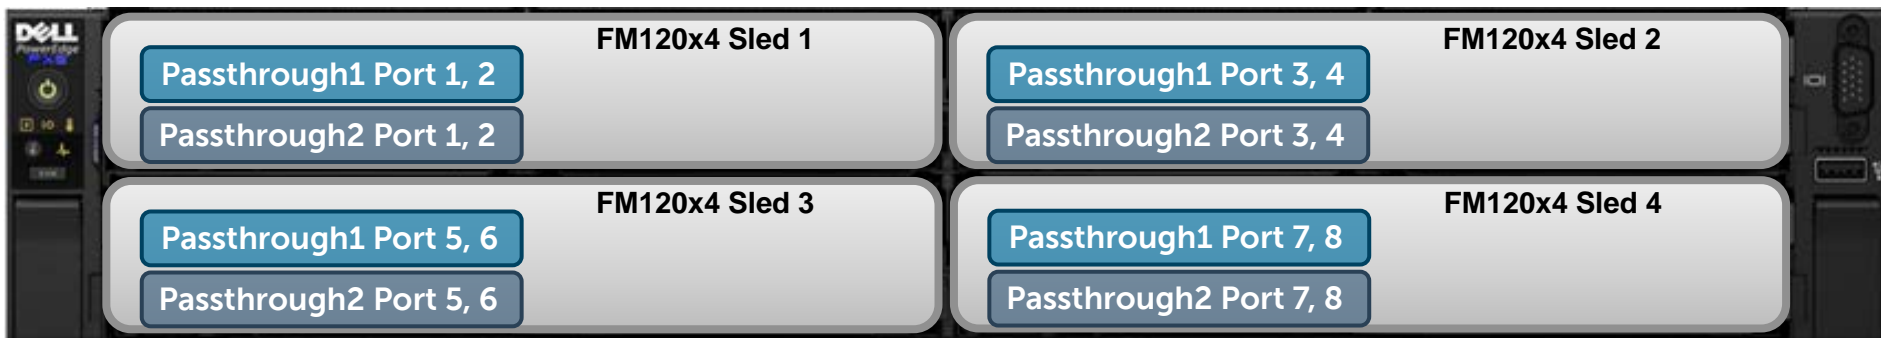 DELL
PowerEdge
FX2
FM120x4 Sled 1
Passthrough1 Port 1, 2
Passthrough2 Port 1, 2
FM120x4 Sled 2
Passthrough1 Port 3, 4
Passthrough2 Port 3, 4
FM120x4 Sled 3
Passthrough1 Port 5, 6
Passthrough2 Port 5, 6
FM120x4 Sled 4
Passthrough1 Port 7, 8
Passthrough2 Port 7, 8